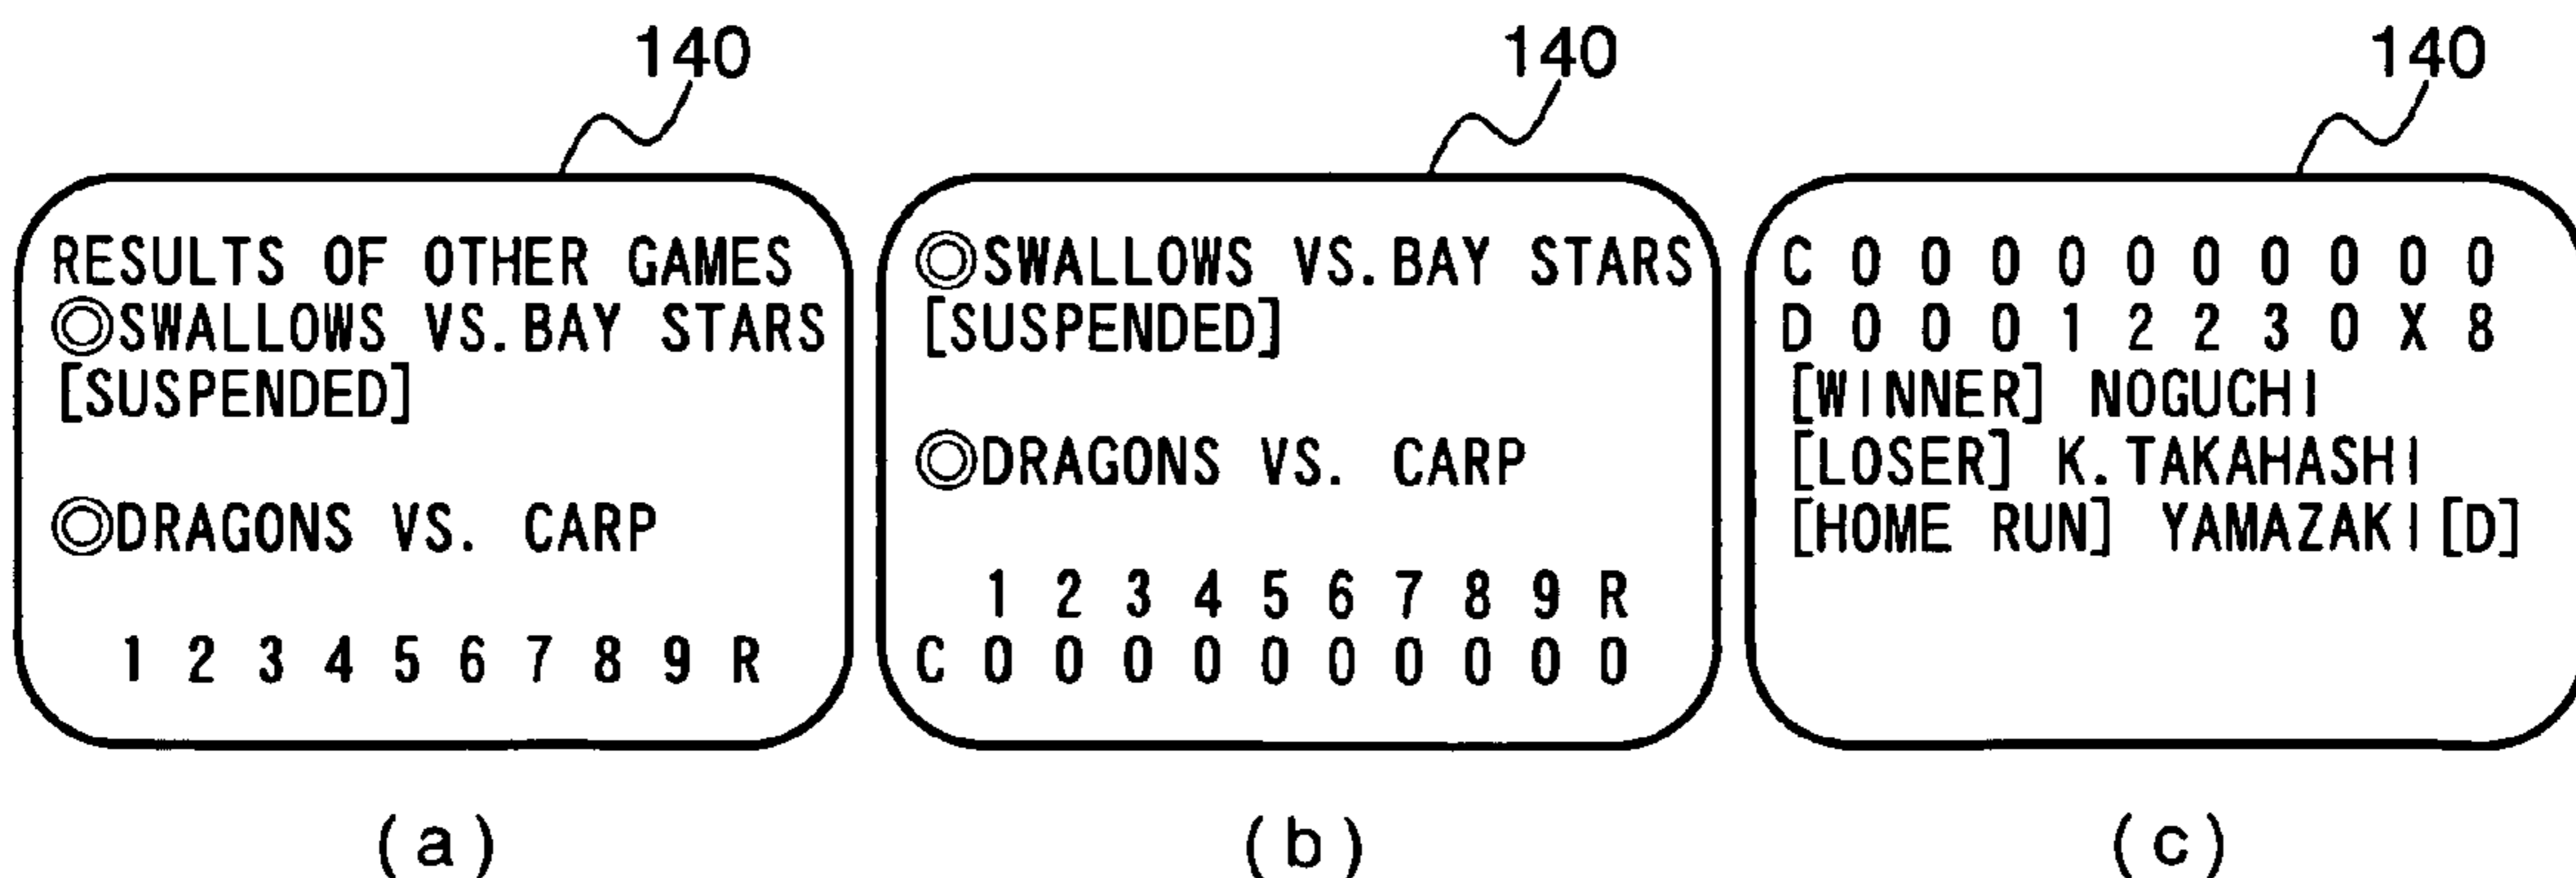 140
RESULTS OF OTHER GAMES
◎SWALLOWS VS.BAY STARS
[SUSPENDED]
◎DRAGONS VS. CARP
1 2 3 4 5 6 7 8 9 R
(a)
140
◎SWALLOWS VS.BAY STARS
[SUSPENDED]
◎DRAGONS VS. CARP
1 2 3 4 5 6 7 8 9 R
C 0 0 0 0 0 0 0 0 0 0
(b)
140
C 0 0 0 0 0 0 0 0 0 0
D 0 0 0 1 2 2 3 0 X 8
[WINNER] NOGUCHI
[LOSER] K.TAKAHASHI
[HOME RUN] YAMAZAKI[D]
(c)